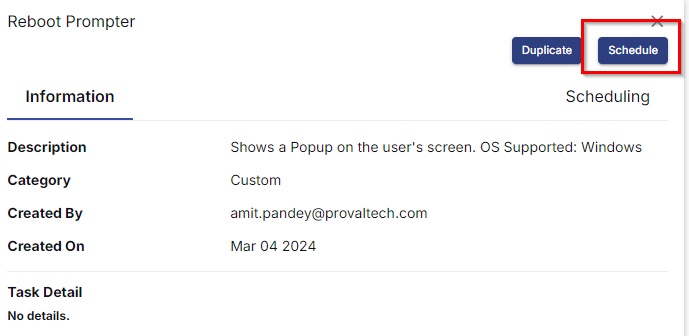 Reboot Prompter
Duplicate Schedule
Information Scheduling
Description Shows a Popup on the user's screen. OS Supported: Windows
Category Custom
Created By amit.pandey@provaltech.com
Created On Mar 04 2024
Task Detail
No details.